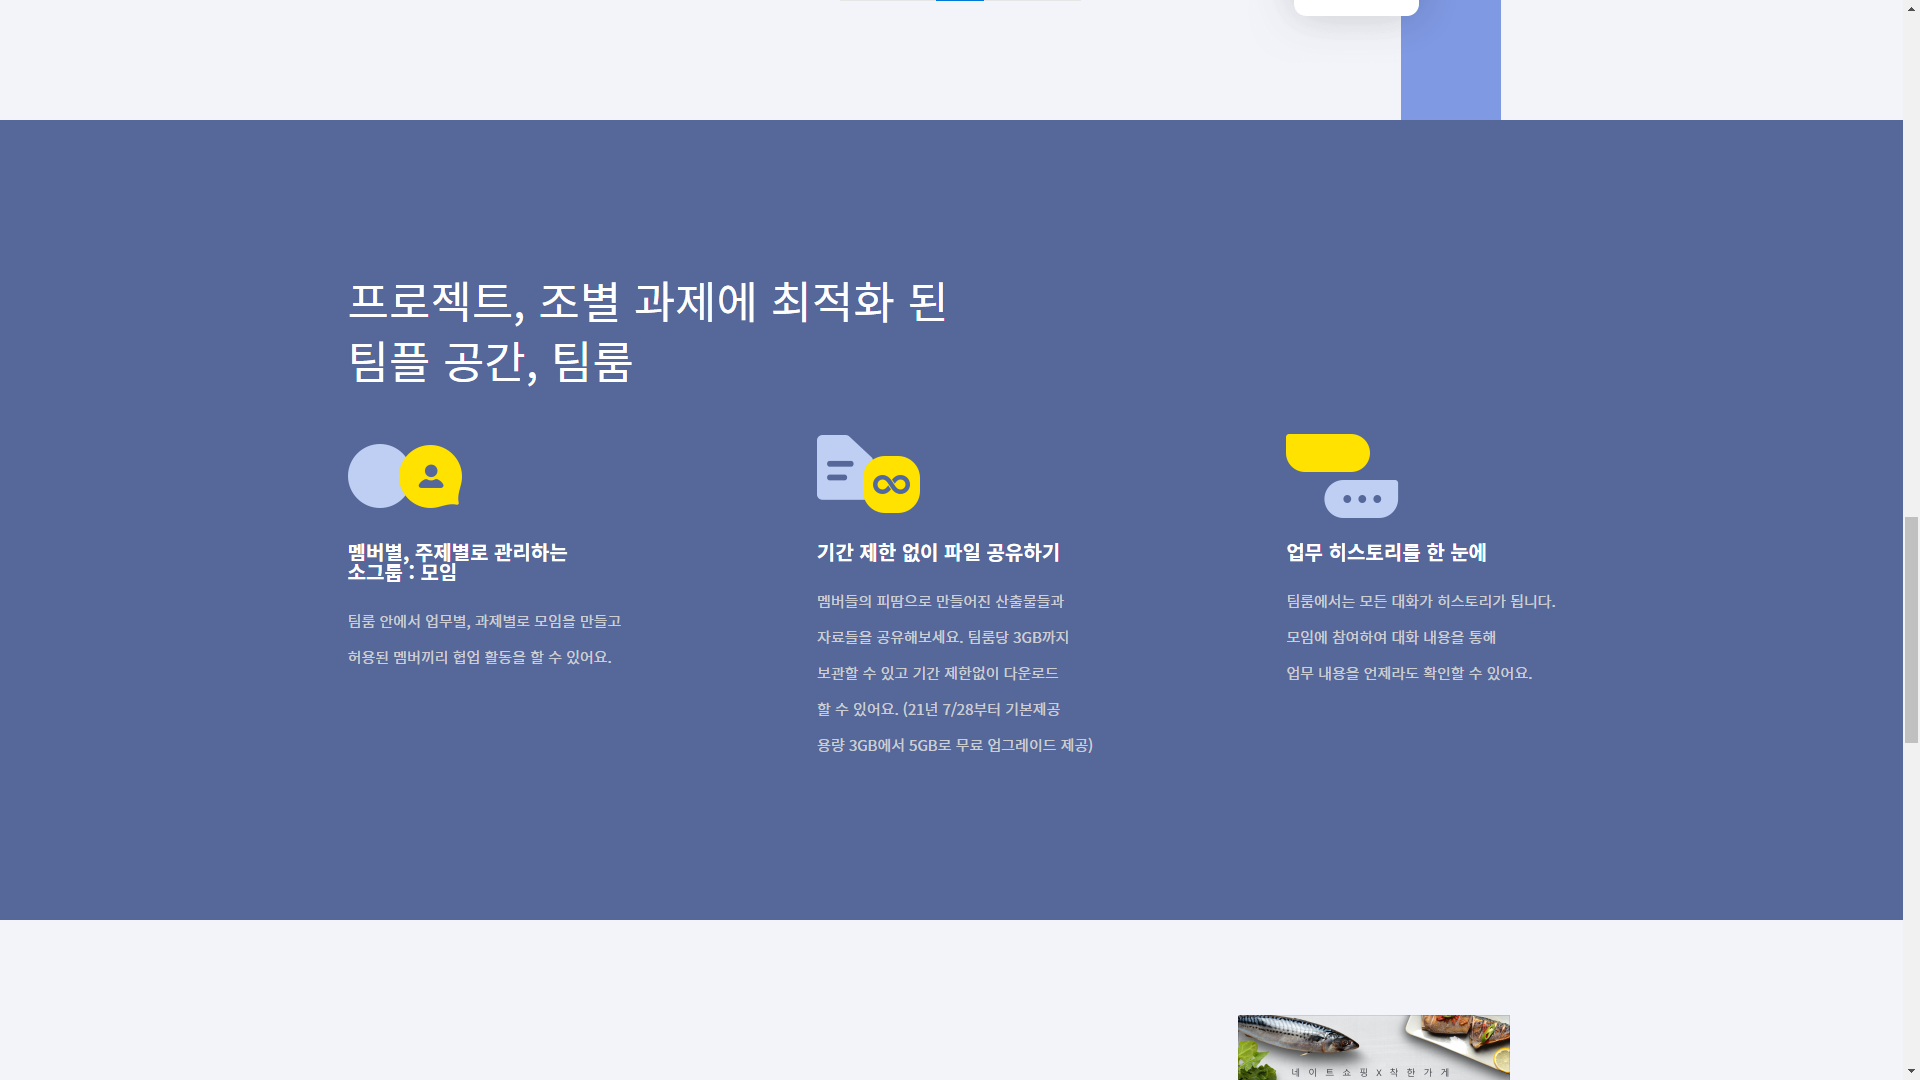 프로젝트, 조별 과제에 최적화 된
팀플 공간, 팀룸
멤버별, 주제별로 관리하는
소그룹 : 모임
팀룸 안에서 업무별, 과제별로 모임을 만들고
허용된 멤버끼리 협업 활동을 할 수 있어요.
기간 제한 없이 파일 공유하기
멤버들의 피땀으로 만들어진 산출물들과
자료들을 공유해보세요. 팀룸당 3GB까지
보관할 수 있고 기간 제한없이 다운로드
할 수 있어요. (21년 7/28부터 기본제공
용량 3GB에서 5GB로 무료 업그레이드 제공)
업무 히스토리를 한 눈에
팀룸에서는 모든 대화가 히스토리가 됩니다.
모임에 참여하여 대화 내용을 통해
업무 내용을 언제라도 확인할 수 있어요.
네이트쇼핑X착한가게